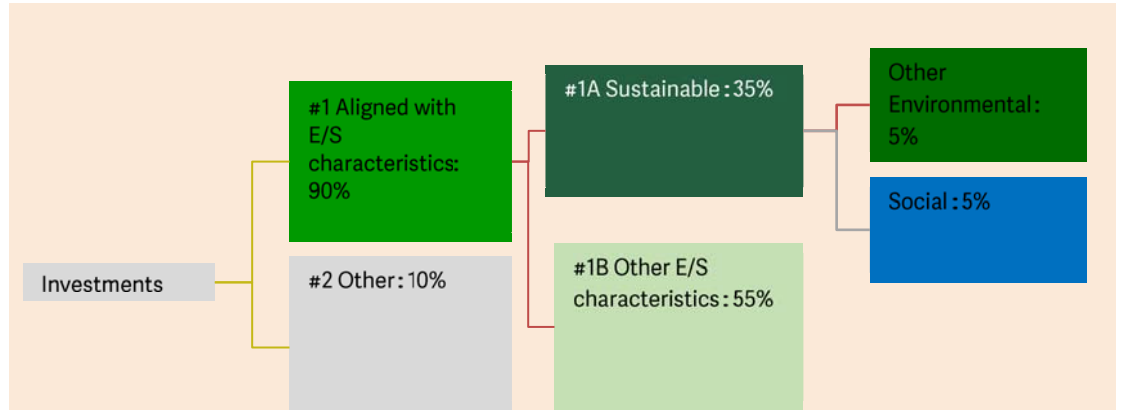 Investments
#1 Aligned with
E/S
characteristics:
90%
#2 Other: 10%
#1A Sustainable: 35%
#1B Other E/S
characteristics: 55%
Other
Environmental:
5%
Social: 5%